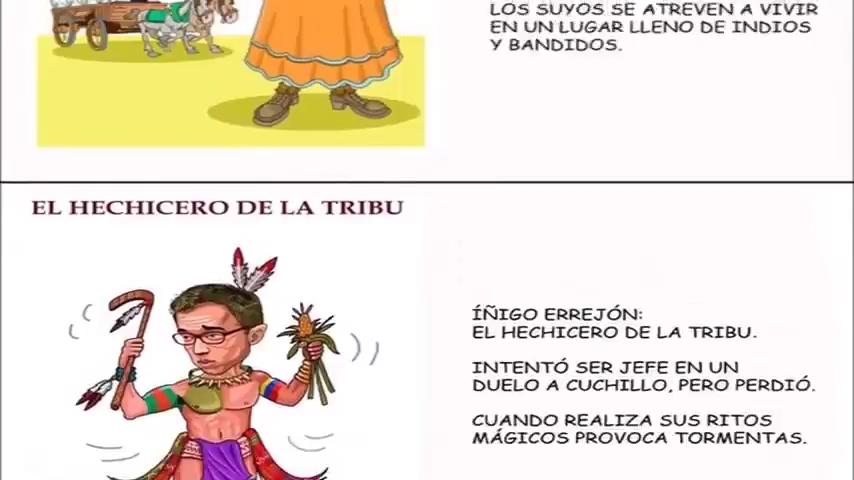 LOS SUYOS SE ATREVEN A VIVIR
EN UN LUGAR LLENO DE INDIOS
Y BANDIDOS.
EL HECHICERO DE LA TRIBU
ÍÑIGO ERREJÓN:
EL HECHICERO DE LA TRIBU.
INTENTÓ SER JEFE EN UN
DUELO A CUCHILLO, PERO PERDIÓ.
CUANDO REALIZA SUS RITOS
MÁGICOS PROVOCA TORMENTAS.